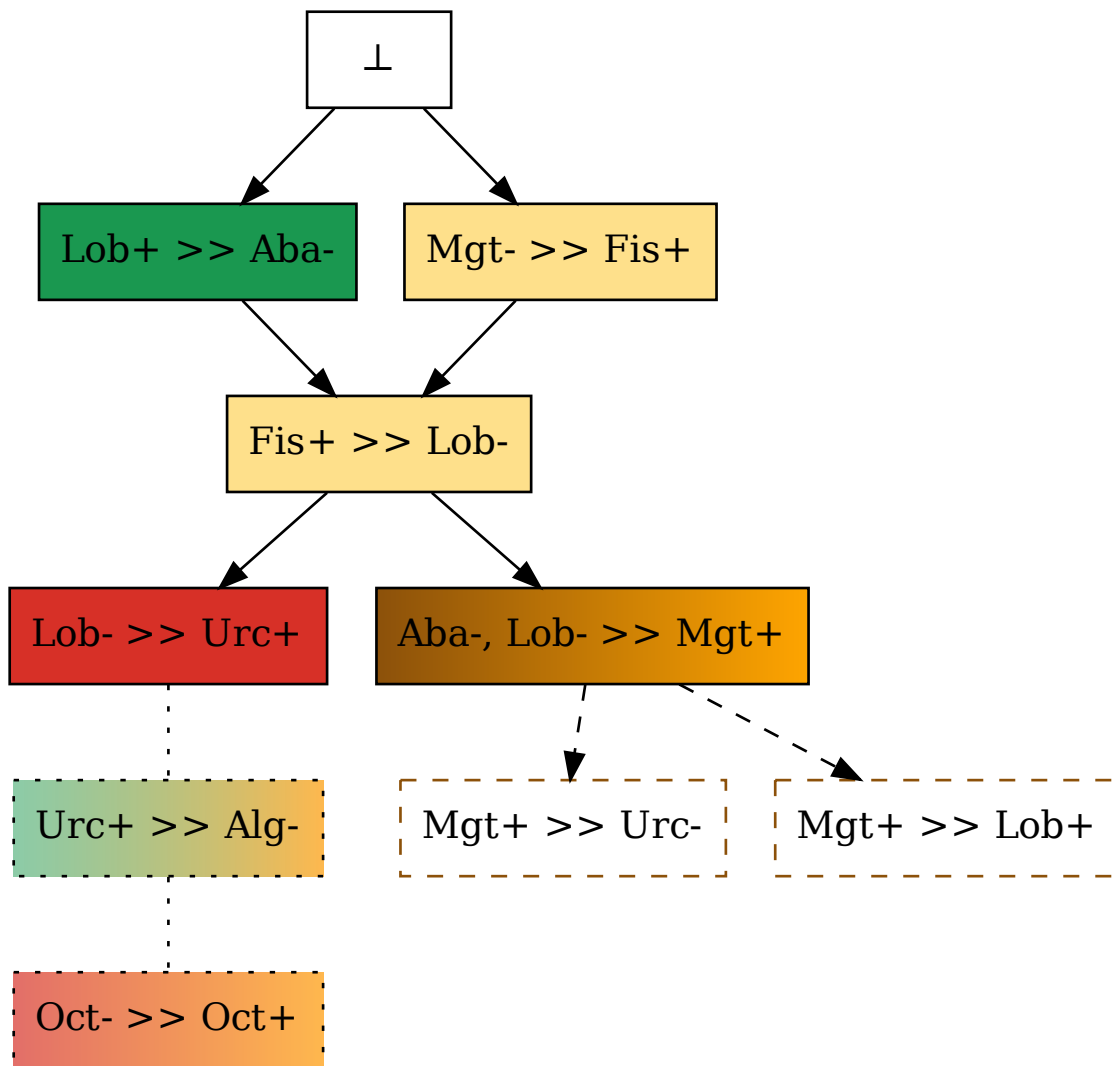 ⊥
Lob+ >> Aba-
Mgt- >> Fis+
Fis+ >> Lob-
Lob- >> Urc+
Aba-, Lob- >> Mgt+
Urc+ >> Alg-
Mgt+ >> Urc-
Mgt+ >> Lob+
Oct- >> Oct+